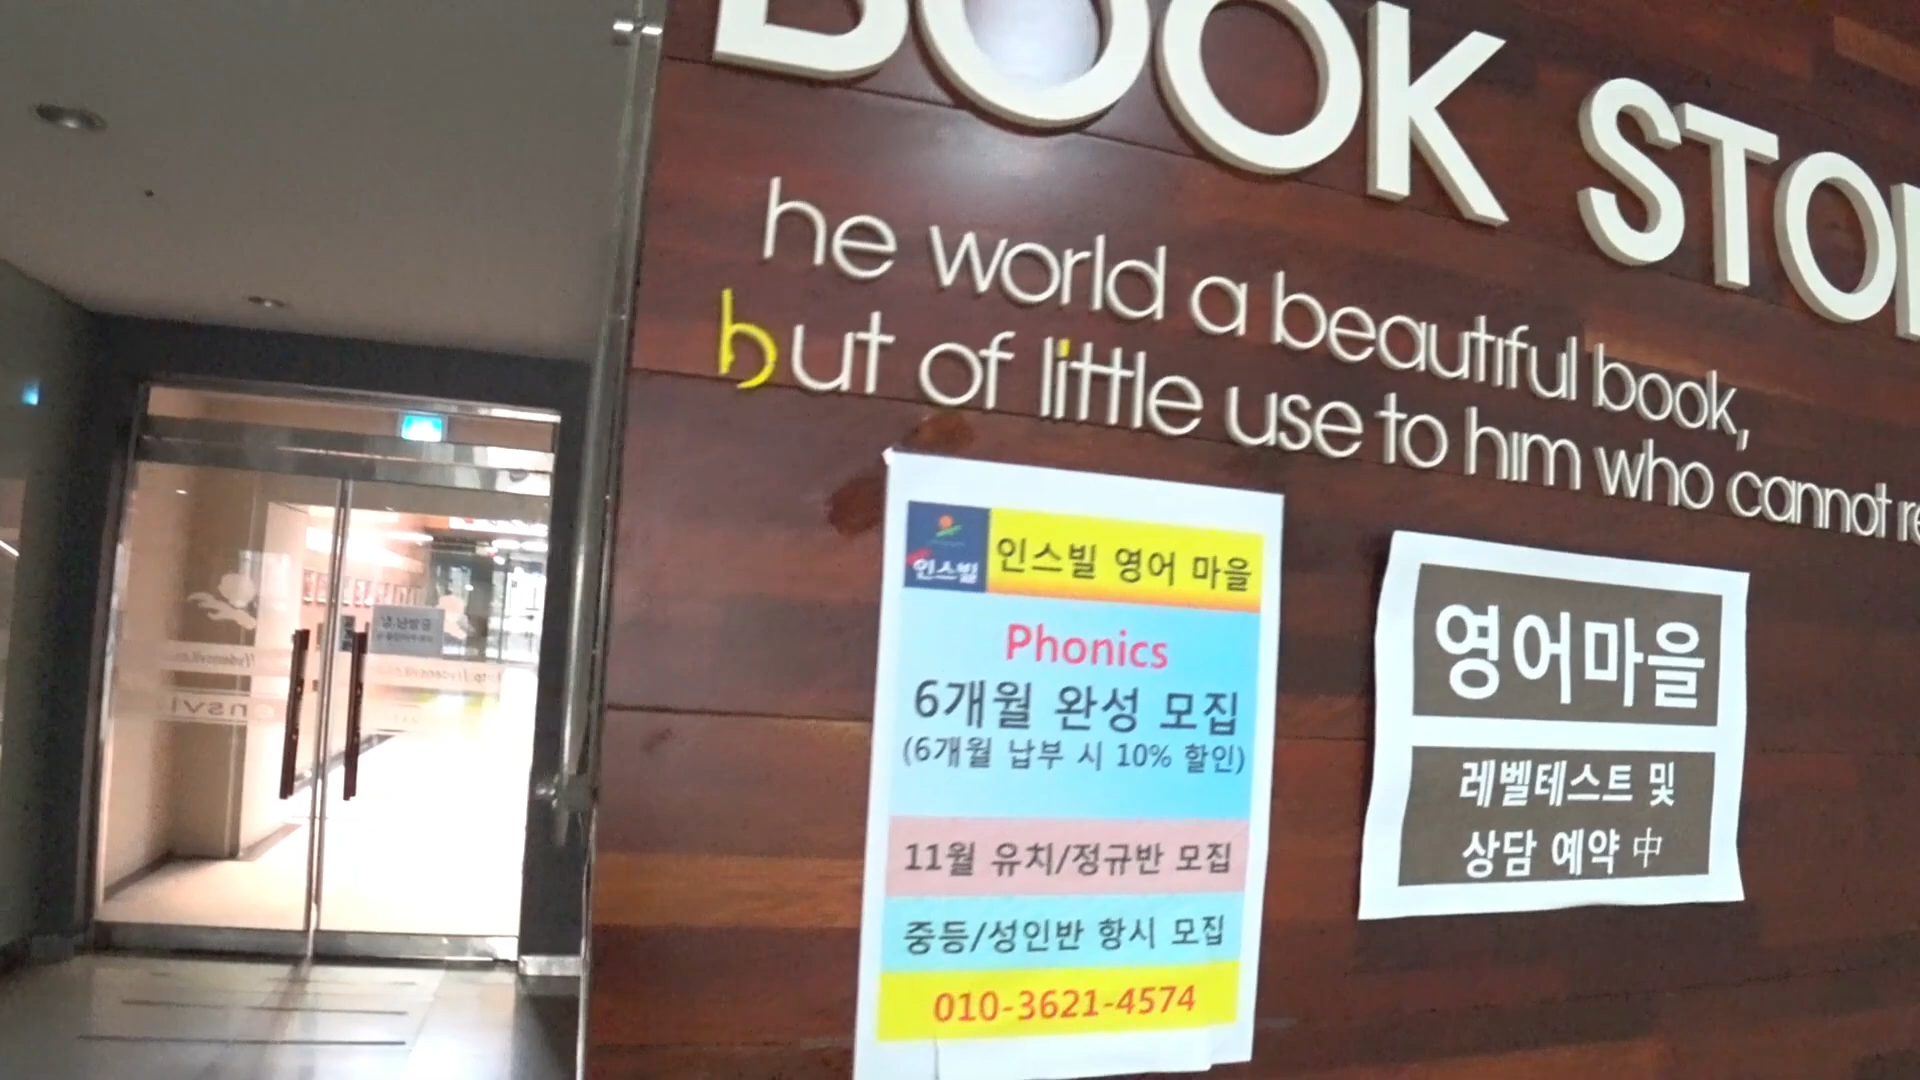 BOOK STO
he world a beautiful book,
but of little use to him who cannot re
인스빌
인스빌 영어 마을
Phonics
6개월 완성 모집
(6개월 납부 시 10% 할인)
11월 유치/정규반 모집
중등/성인반 항시 모집
010-3621-4574
영어마을
레벨테스트 및
상담 예약 中